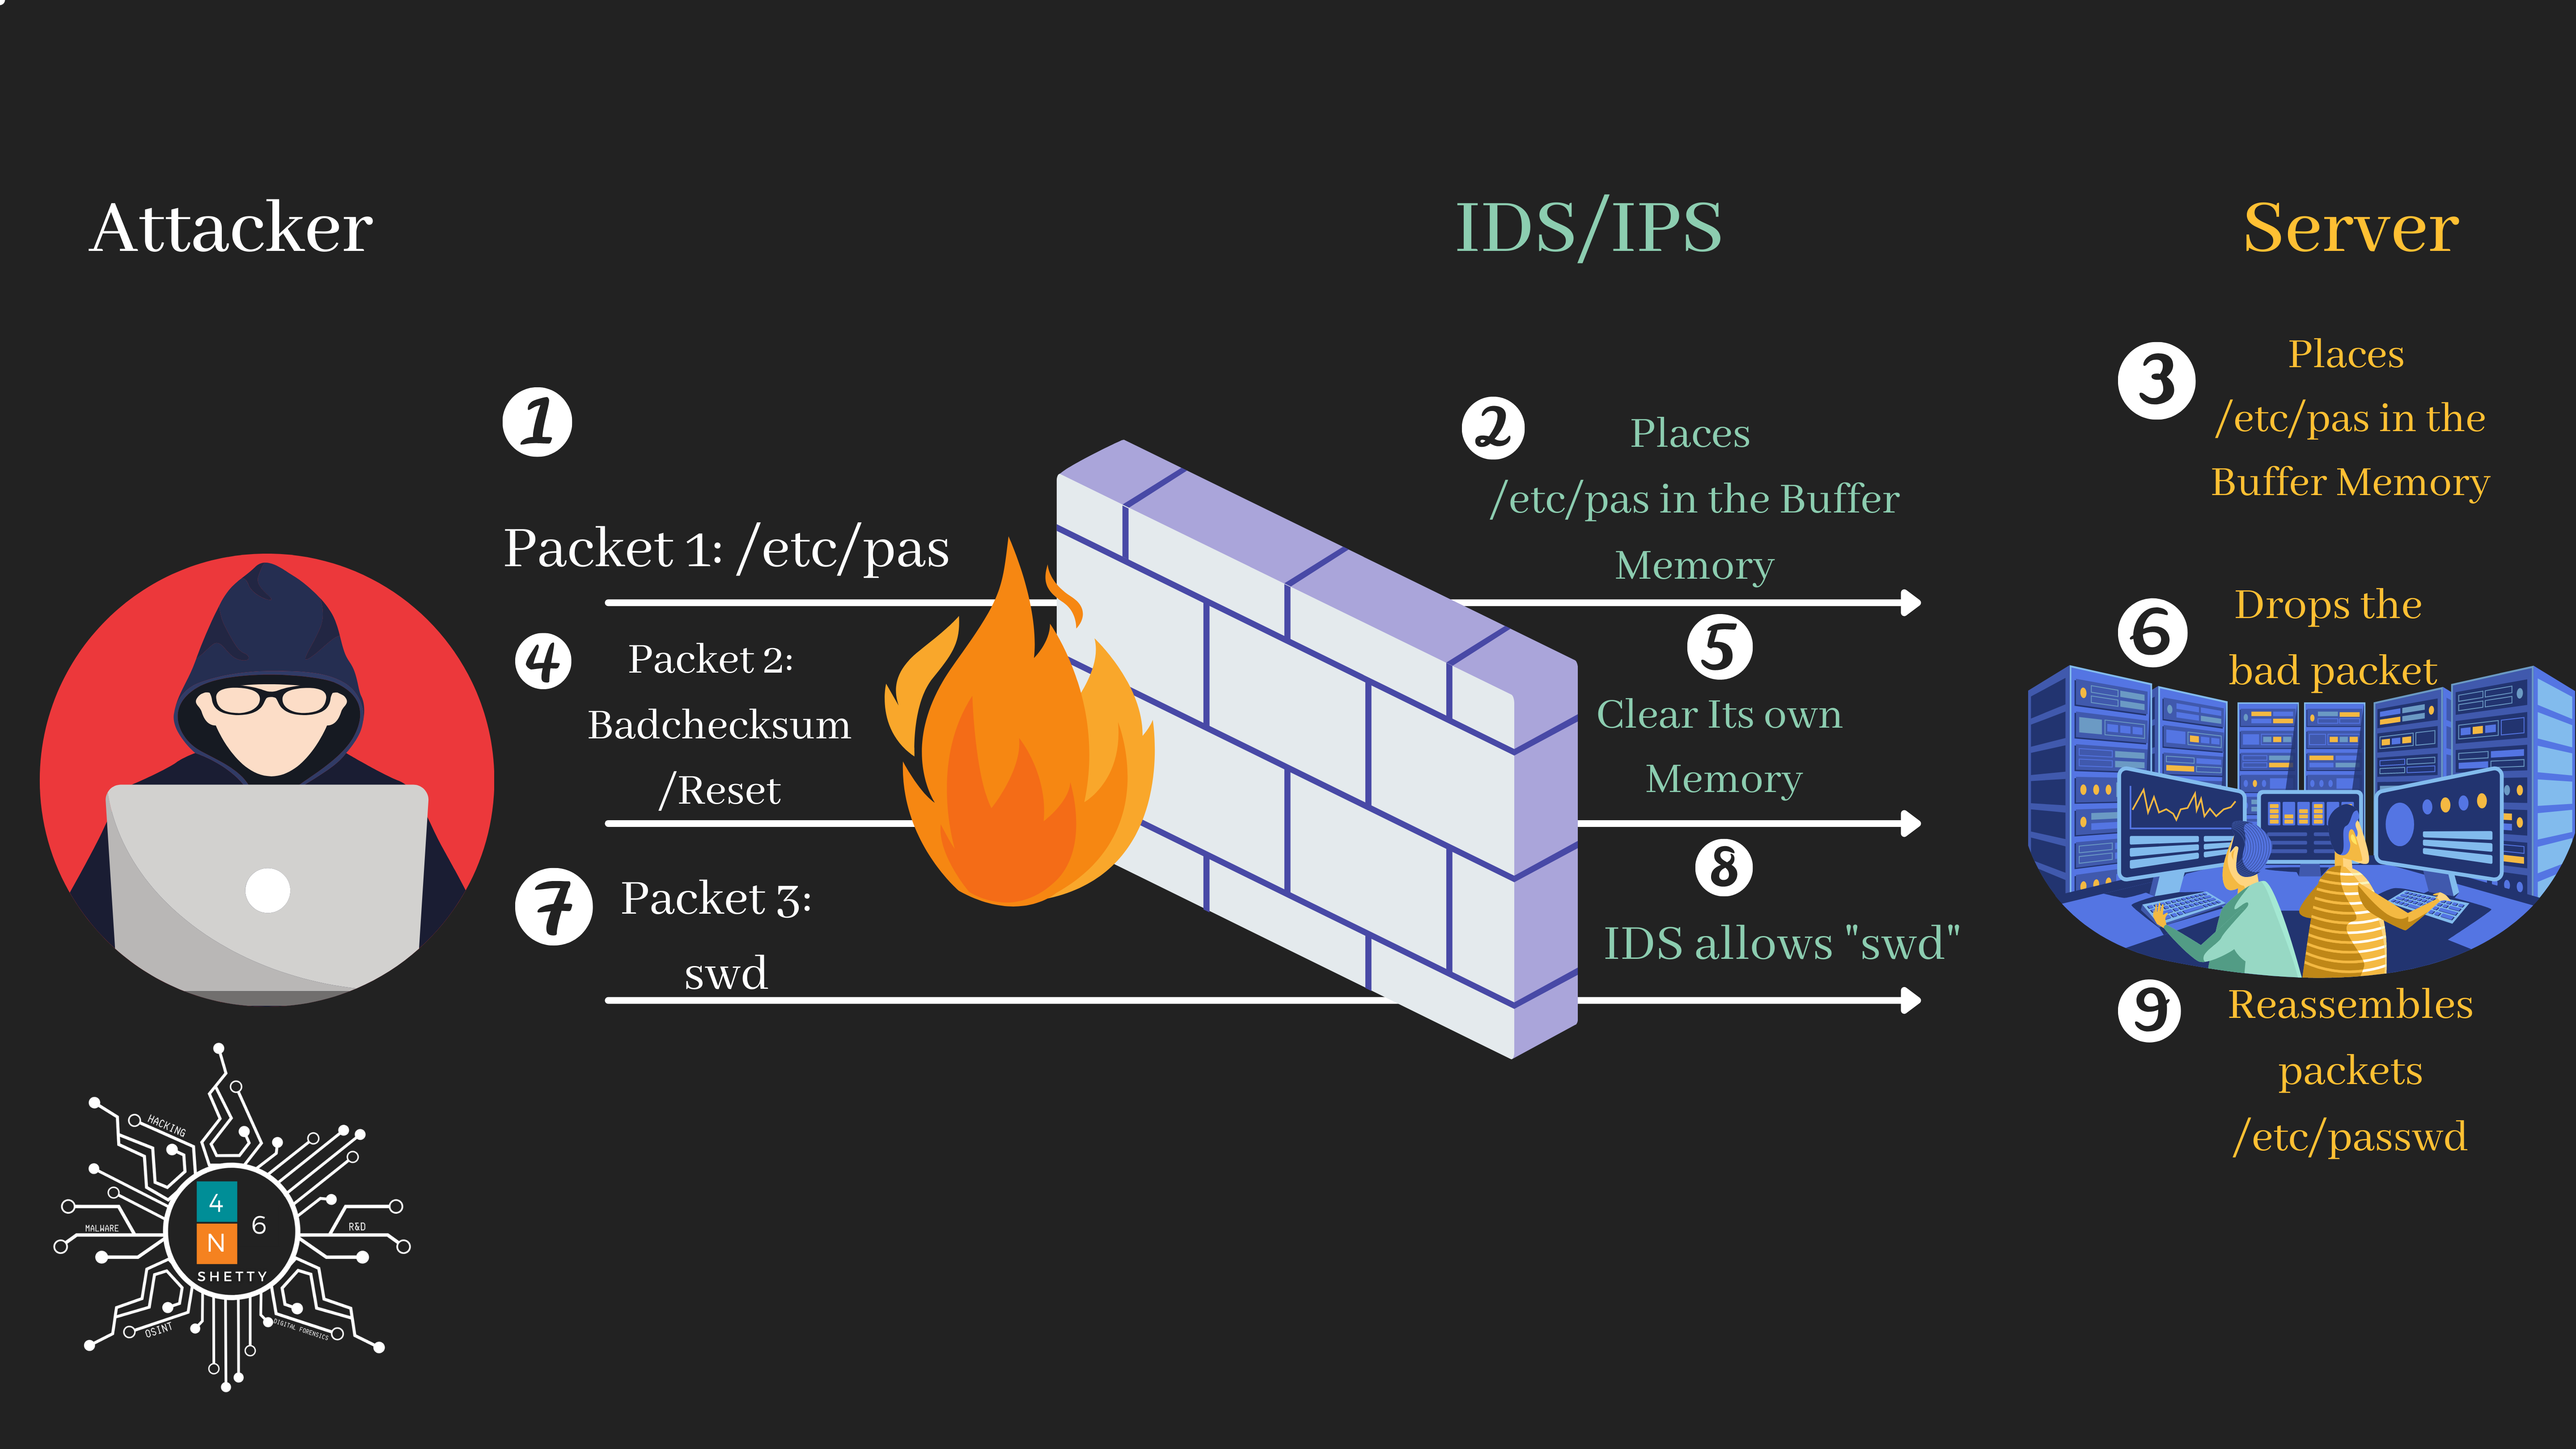 Attacker
IDS/IPS
Server
1
Packet 1: /etc/pas
2
Places
/etc/pas in the Buffer
Memory
3
Places
/etc/pas in the
Buffer Memory
4
Packet 2:
Badchecksum
/Reset
5
Clear Its own
Memory
6
Drops the
bad packet
7
Packet 3:
swd
8
IDS allows "swd"
9
Reassembles
packets
/etc/passwd
HACKING
MALWARE
4
N
6
SHETTY
R&D
OSINT
DIGITAL FORENSICS